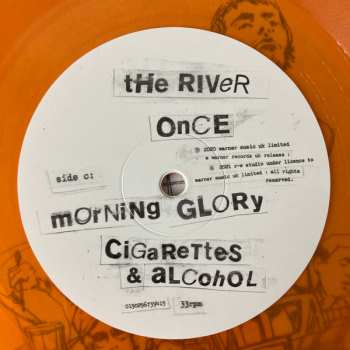 tHe RIVeR
OnCE
℗ 2020 warner music uk limited
a warner records uk release :
© 2021 r-e studio under licence to
warner music uk limited : all rights
reserved.
side c:
mOrNiNg GLORy
CiGaReTTeS
& aLCohOL
33rpm